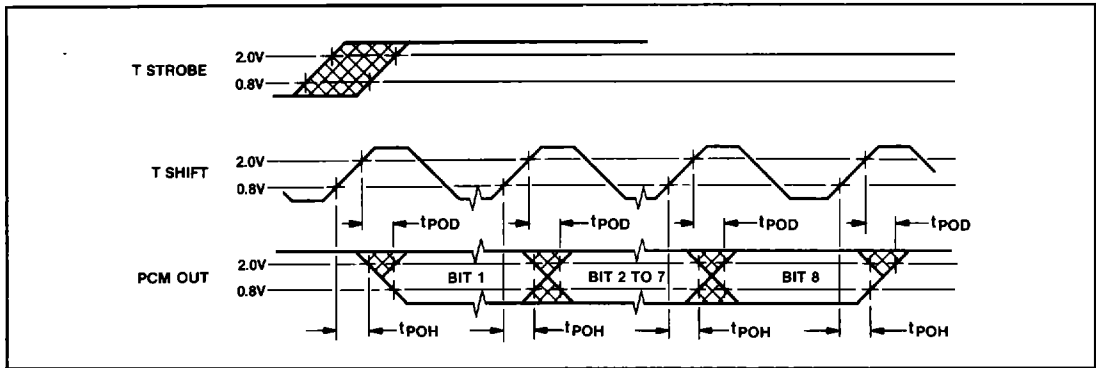 T STROBE
2.0V
0.8V
T SHIFT
2.0V
0.8V
tPOD tPOD tPOD tPOD
PCM OUT
2.0V
0.8V
BIT 1 BIT 2 TO 7 BIT 8
tPOH tPOH tPOH tPOH